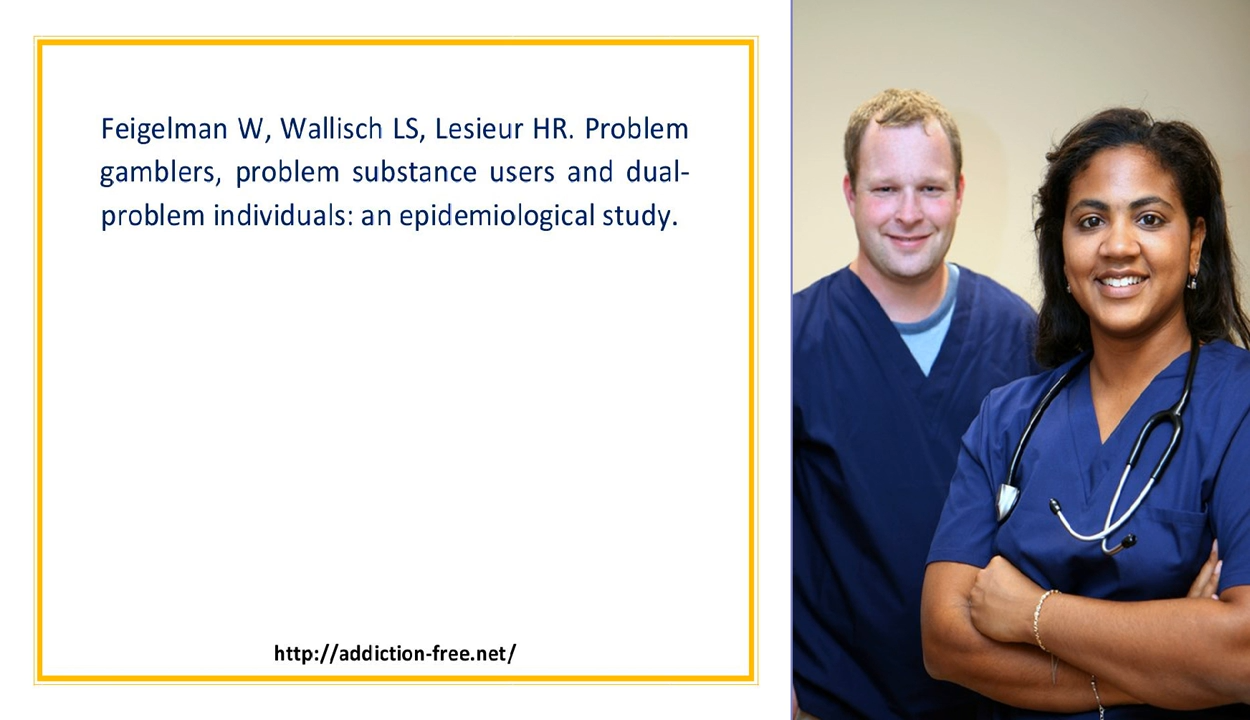 Feigelman W, Wallisch LS, Lesieur HR. Problem
gamblers, problem substance users and dual-
problem individuals: an epidemiological study.
http://addiction-free.net/